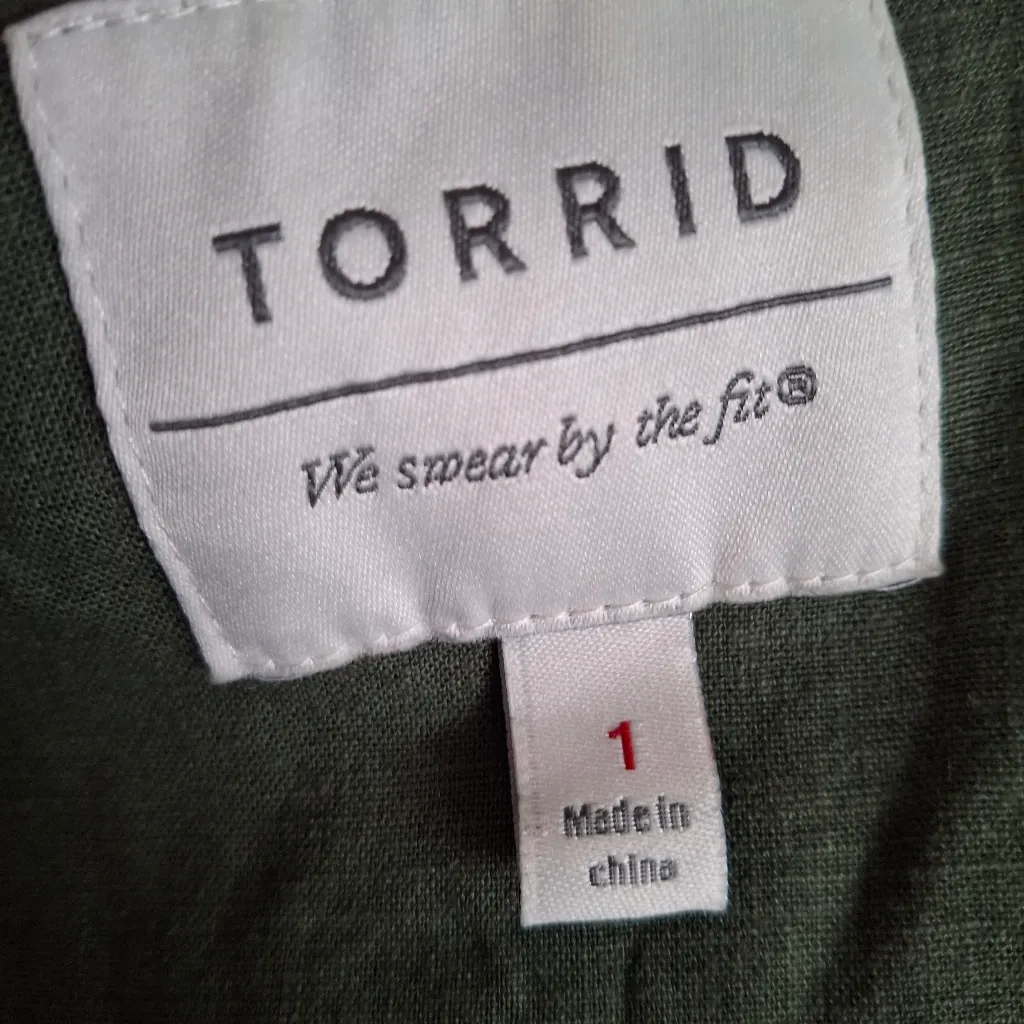 TORRID
We swear by the fit®
1
Made in
china